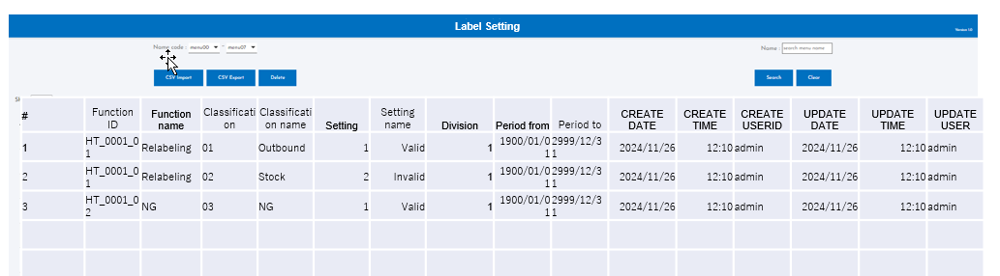 Label Setting
Version 1.0
Name code : menu00 ~ menu07
Name : search menu name
CSV Import CSV Export Delete Search Clear
# Function ID Function name Classification Classification name Setting Setting name Division Period from Period to CREATE DATE CREATE TIME CREATE USERID UPDATE DATE UPDATE TIME UPDATE USER
1 HT_0001_01 Relabeling 01 Outbound 1 Valid 1 1900/01/01 2999/12/31 2024/11/26 12:10 admin 2024/11/26 12:10 admin
2 HT_0001_01 Relabeling 02 Stock 2 Invalid 1 1900/01/01 2999/12/31 2024/11/26 12:10 admin 2024/11/26 12:10 admin
3 HT_0001_02 NG 03 NG 1 Valid 1 1900/01/01 2999/12/31 2024/11/26 12:10 admin 2024/11/26 12:10 admin